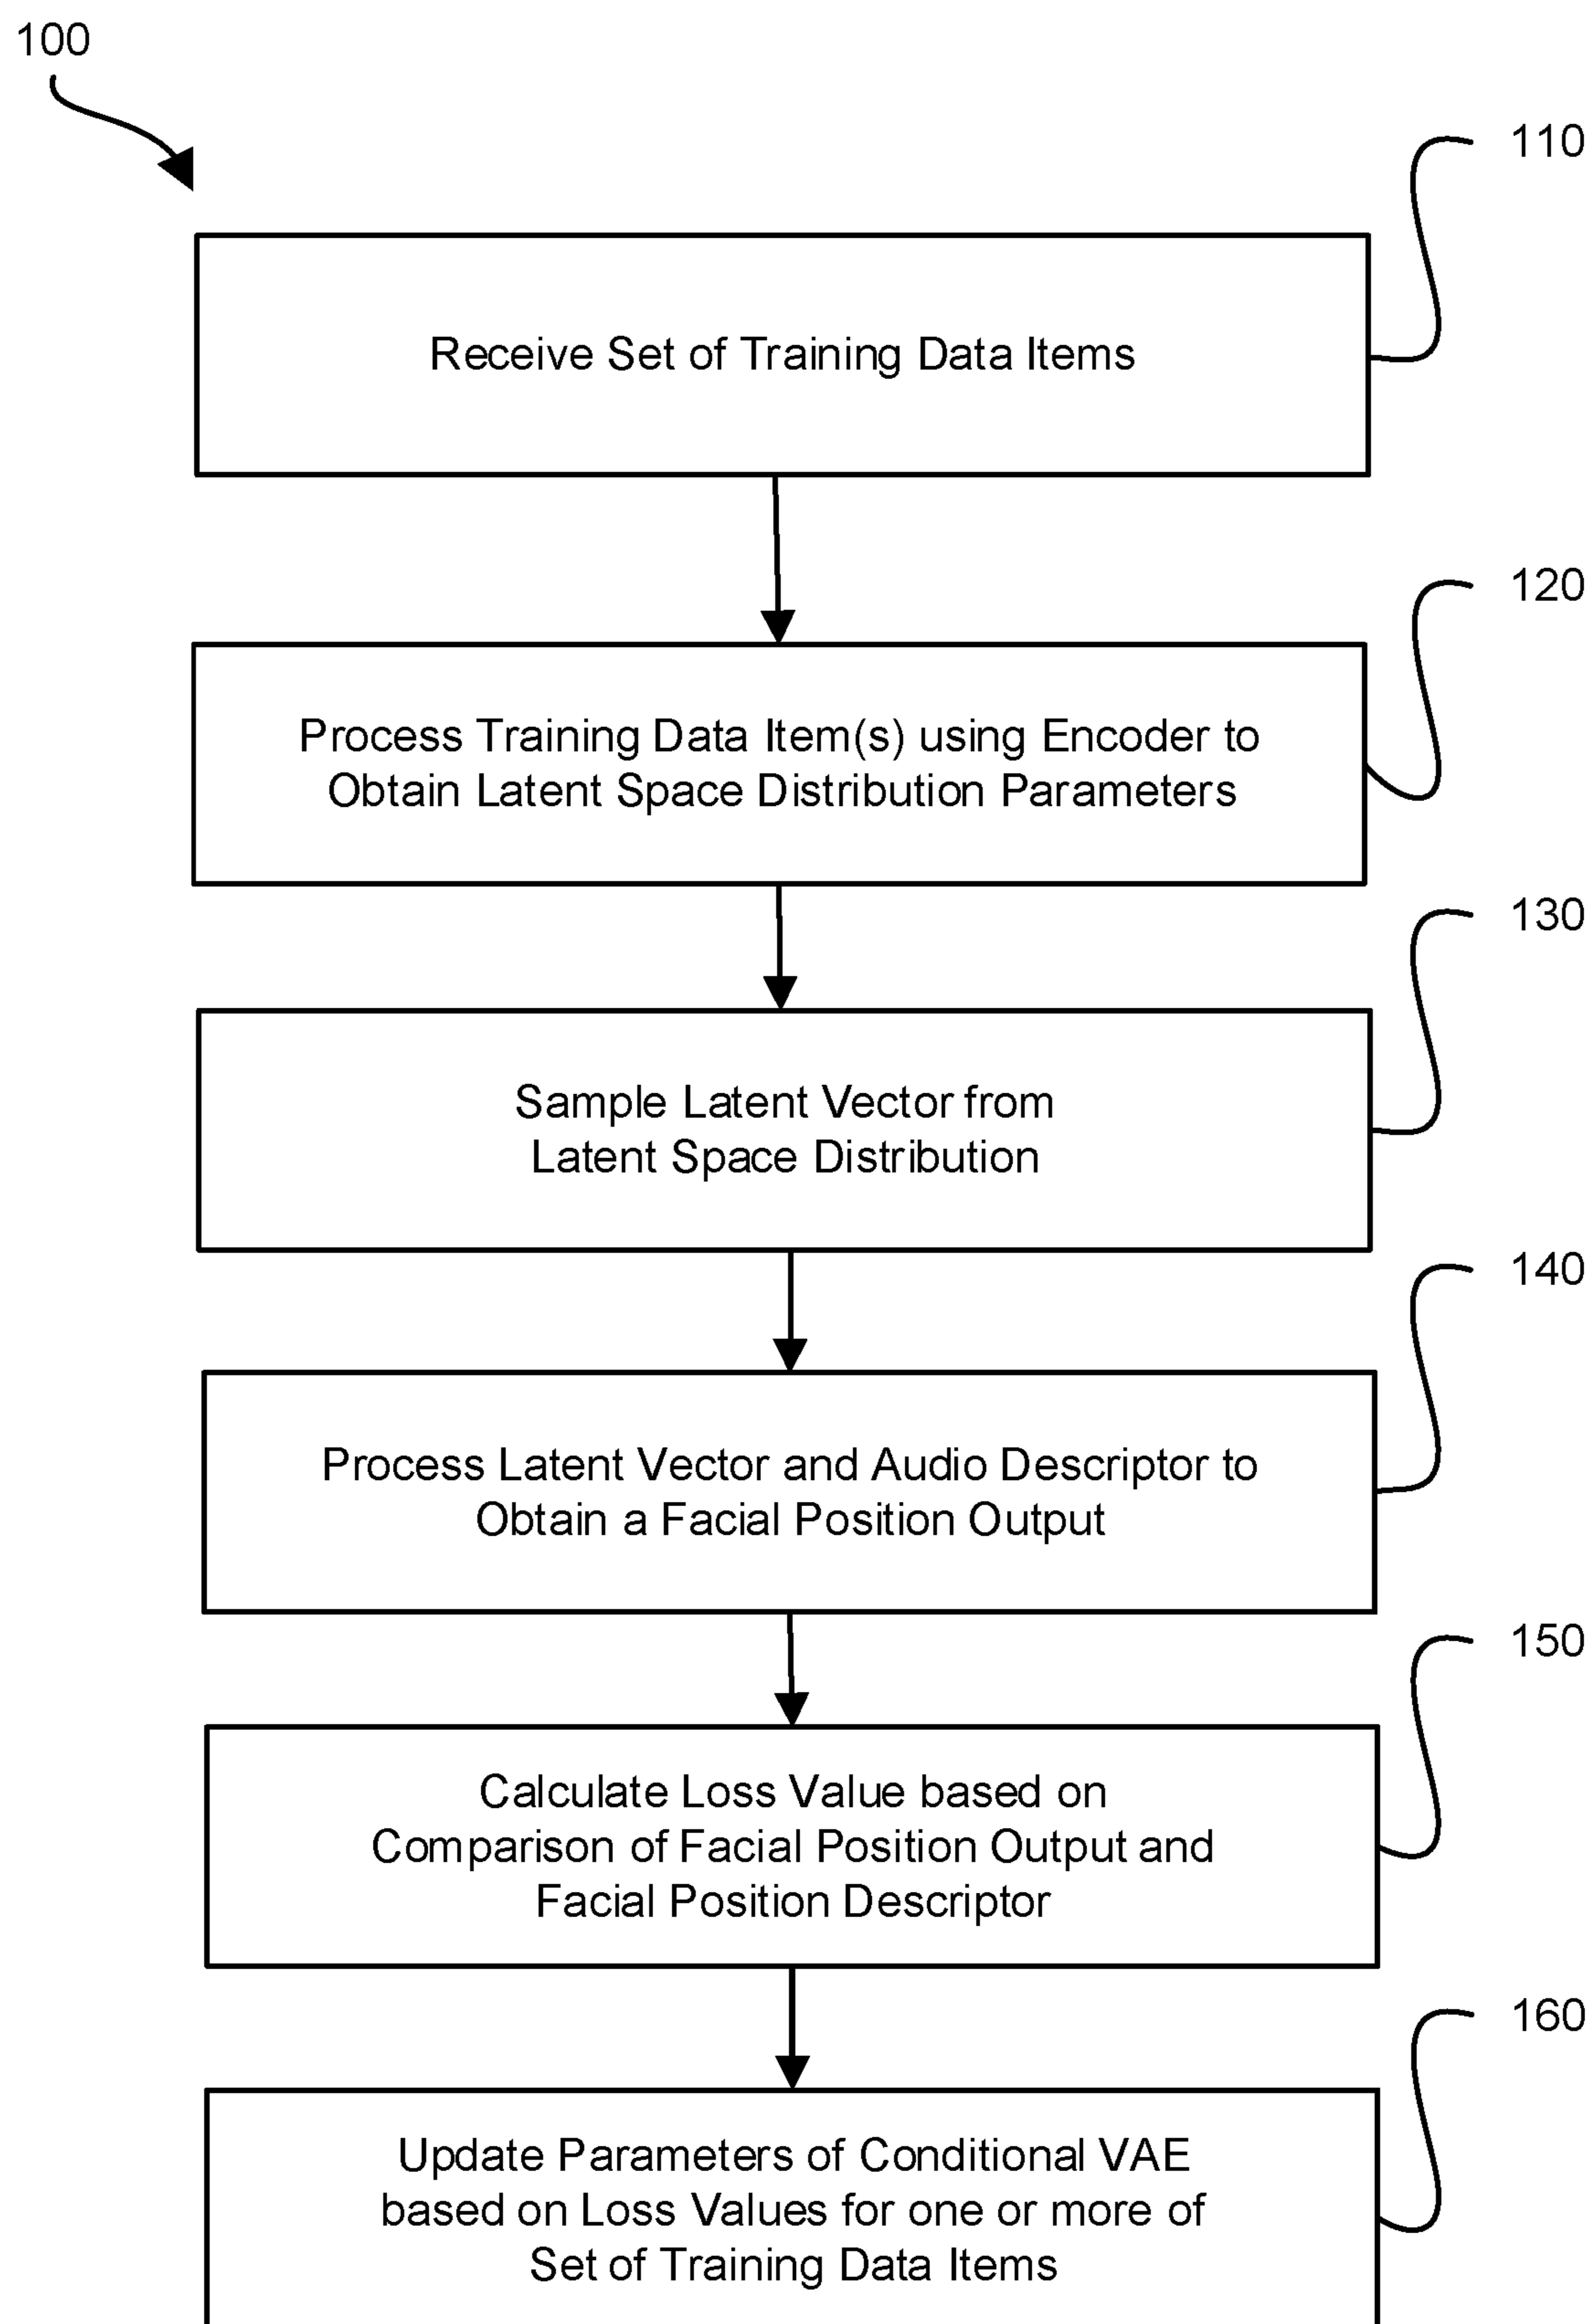 100
110
Receive Set of Training Data Items
120
Process Training Data Item(s) using Encoder to
Obtain Latent Space Distribution Parameters
130
Sample Latent Vector from
Latent Space Distribution
140
Process Latent Vector and Audio Descriptor to
Obtain a Facial Position Output
150
Calculate Loss Value based on
Comparison of Facial Position Output and
Facial Position Descriptor
160
Update Parameters of Conditional VAE
based on Loss Values for one or more of
Set of Training Data Items